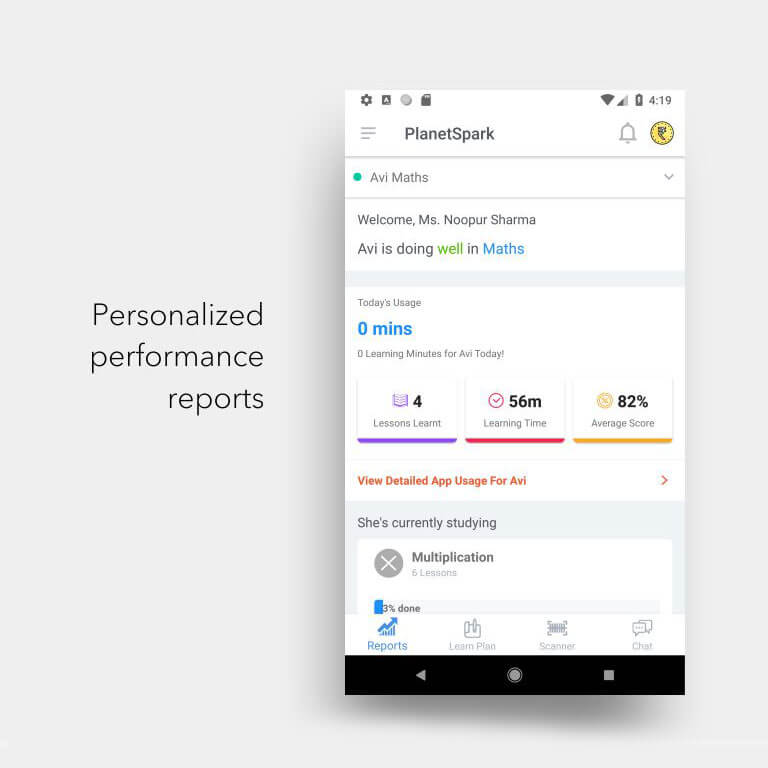 Personalized
performance
reports
4:19
PlanetSpark
Avi Maths
Welcome, Ms. Noopur Sharma
Avi is doing well in Maths
Today's Usage
0 mins
0 Learning Minutes for Avi Today!
4
Lessons Learnt
56m
Learning Time
82%
Average Score
View Detailed App Usage For Avi
She's currently studying
Multiplication
6 Lessons
3% done
Reports
Learn Plan
Scanner
Chat